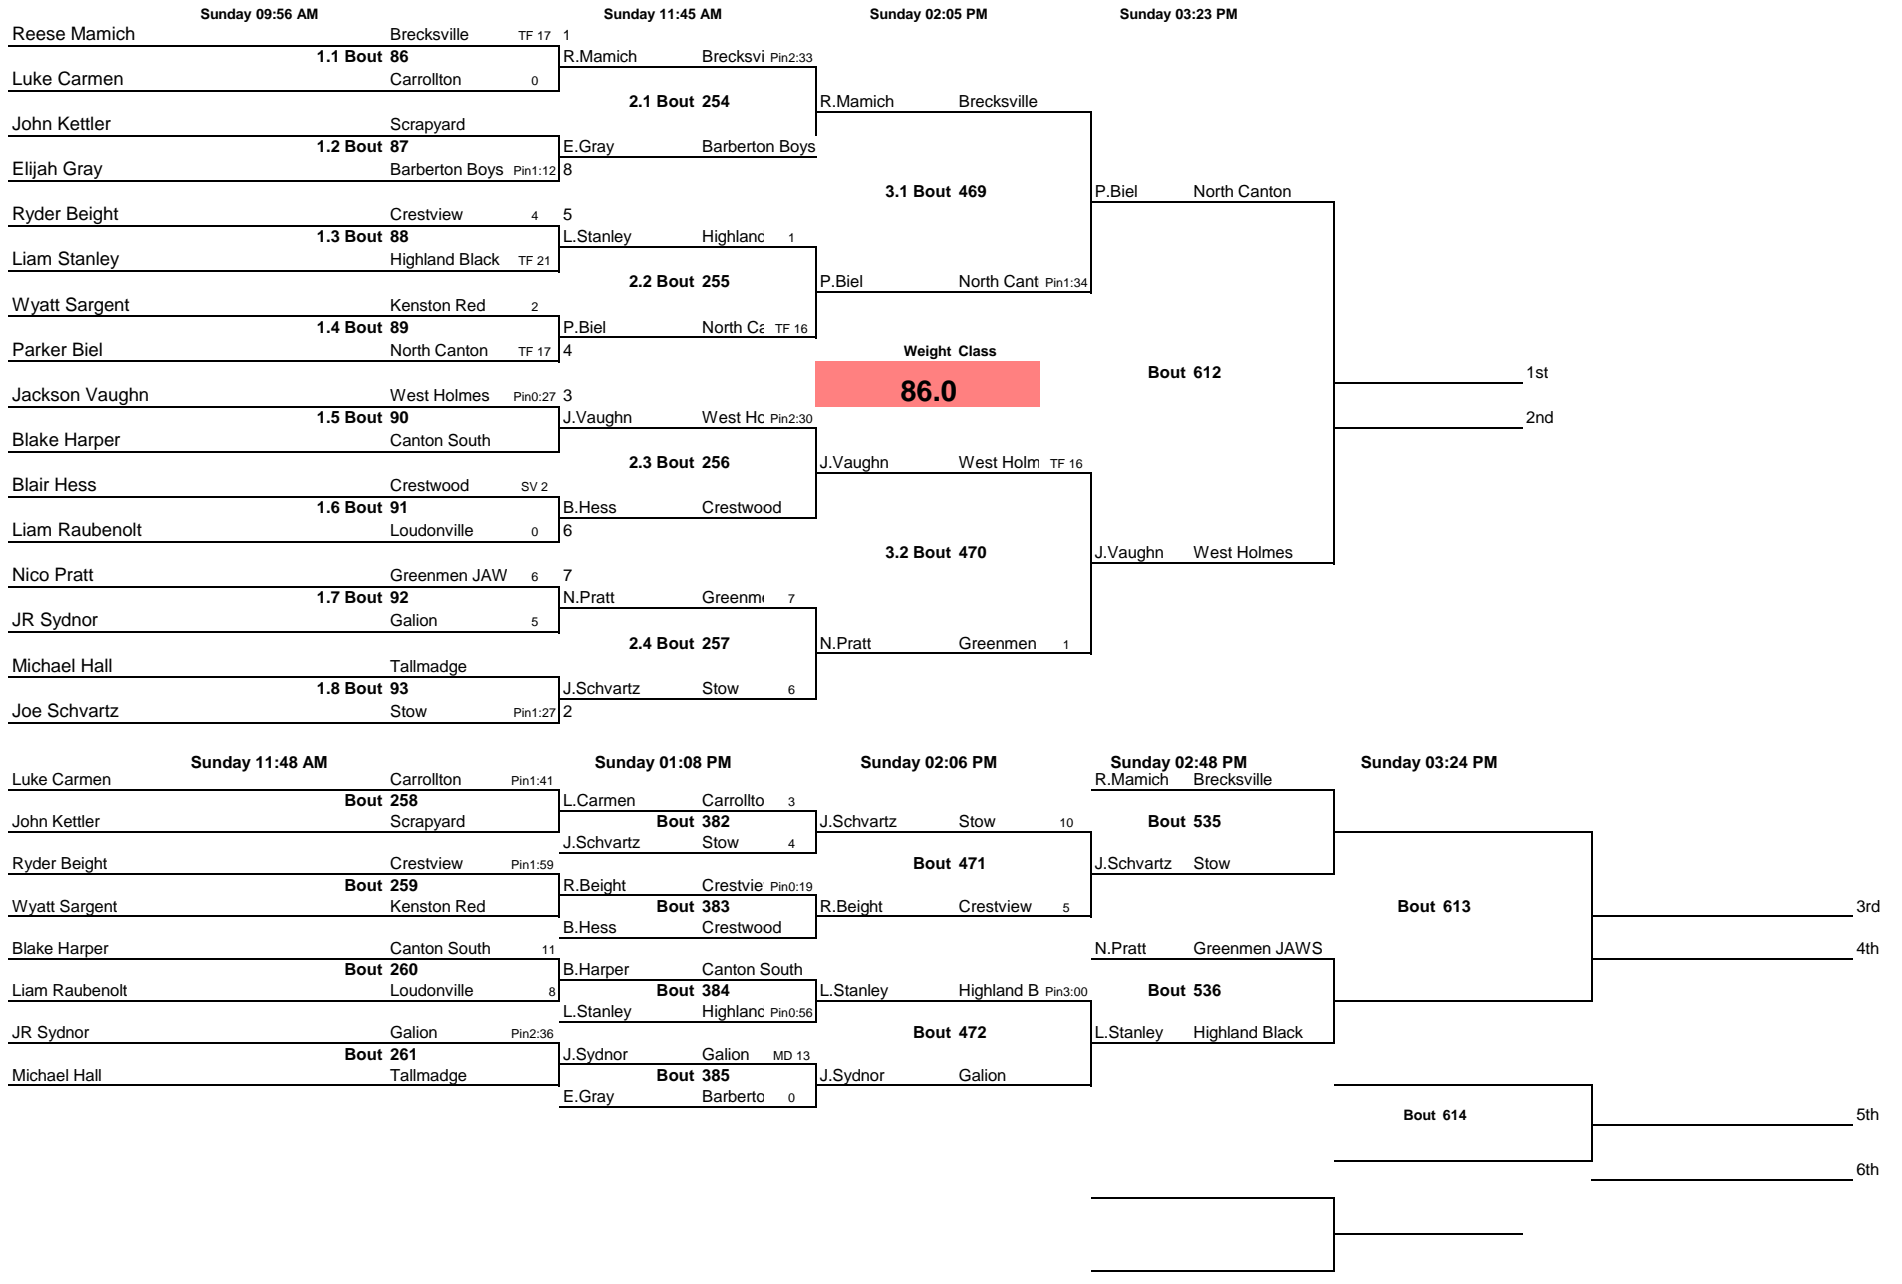 Sunday 09:56 AM Sunday 11:45 AM Sunday 02:05 PM Sunday 03:23 PM
Reese Mamich Brecksville TF 17 1
1.1 Bout 86 R.Mamich Brecksvi Pin2:33
Luke Carmen Carrollton 0
2.1 Bout 254 R.Mamich Brecksville
John Kettler Scrapyard
1.2 Bout 87 E.Gray Barberton Boys
Elijah Gray Barberton Boys Pin1:12 8
3.1 Bout 469 P.Biel North Canton
Ryder Beight Crestview 4 5
1.3 Bout 88 L.Stanley Highlanc 1
Liam Stanley Highland Black TF 21
2.2 Bout 255 P.Biel North Cant Pin1:34
Wyatt Sargent Kenston Red 2
1.4 Bout 89 P.Biel North Ca TF 16
Parker Biel North Canton TF 17 4 Weight Class
Bout 612 1st
Jackson Vaughn West Holmes Pin0:27 3 86.0
1.5 Bout 90 J.Vaughn West Hc Pin2:30 2nd
Blake Harper Canton South
2.3 Bout 256 J.Vaughn West Holm TF 16
Blair Hess Crestwood SV 2
1.6 Bout 91 B.Hess Crestwood
Liam Raubenolt Loudonville 0 6
3.2 Bout 470 J.Vaughn West Holmes
Nico Pratt Greenmen JAW 6 7
1.7 Bout 92 N.Pratt Greenm 7
JR Sydnor Galion 5
2.4 Bout 257 N.Pratt Greenmen 1
Michael Hall Tallmadge
1.8 Bout 93 J.Schvartz Stow 6
Joe Schvartz Stow Pin1:27 2
Sunday 11:48 AM Sunday 01:08 PM Sunday 02:06 PM Sunday 02:48 PM Sunday 03:24 PM
Luke Carmen Carrollton Pin1:41 R.Mamich Brecksville
Bout 258 L.Carmen Carrollto 3
John Kettler Scrapyard Bout 382 J.Schvartz Stow 10 Bout 535
J.Schvartz Stow 4
Ryder Beight Crestview Pin1:59 Bout 471 J.Schvartz Stow
Bout 259 R.Beight Crestvie Pin0:19
Wyatt Sargent Kenston Red Bout 383 R.Beight Crestview 5 Bout 613 3rd
B.Hess Crestwood
Blake Harper Canton South 11 N.Pratt Greenmen JAWS 4th
Bout 260 B.Harper Canton South
Liam Raubenolt Loudonville 8 Bout 384 L.Stanley Highland B Pin3:00 Bout 536
L.Stanley Highlanc Pin0:56
JR Sydnor Galion Pin2:36 Bout 472 L.Stanley Highland Black
Bout 261 J.Sydnor Galion MD 13
Michael Hall Tallmadge Bout 385 J.Sydnor Galion
E.Gray Barbertc 0
Bout 614 5th
6th